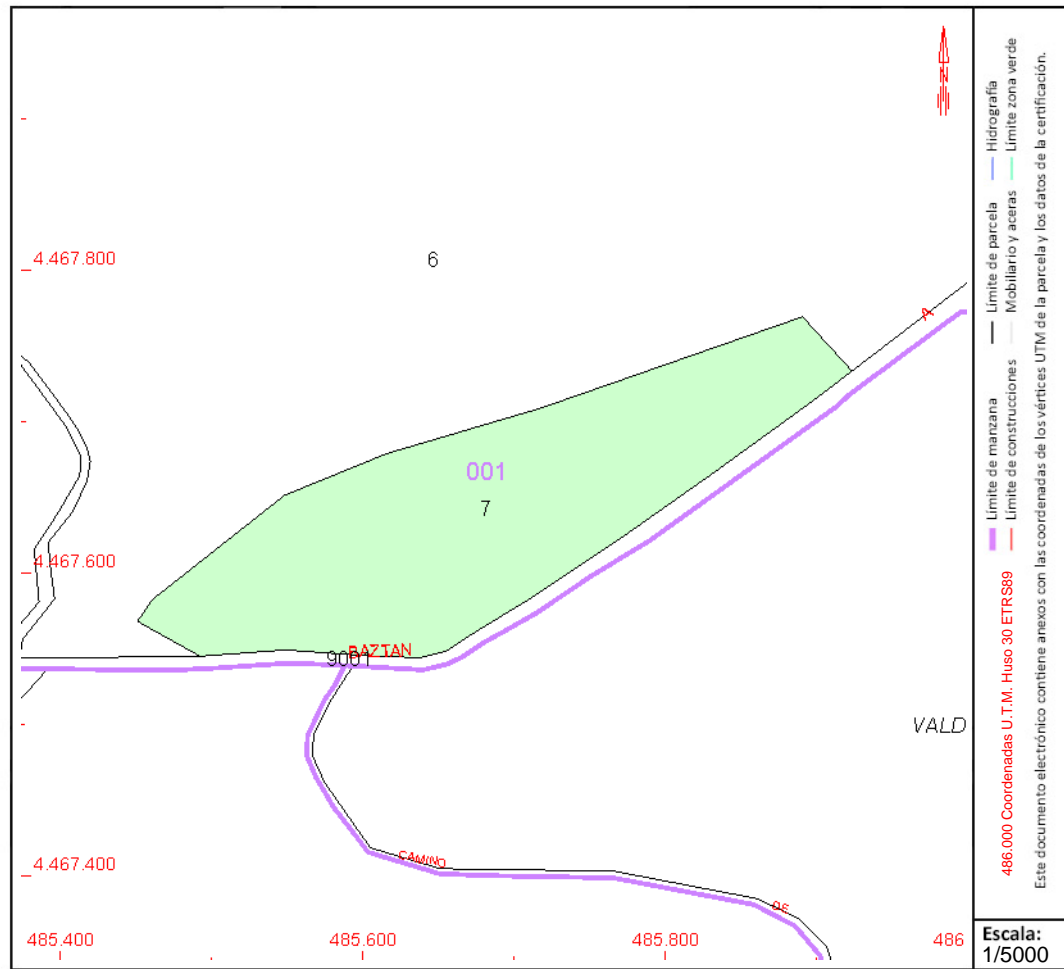 N
4.467.800
6
A
001
7
4.467.600
BAZTAN
9001
VALD
CAMINO
4.467.400
DE
485.400
485.600
485.800
486
Límite de manzana
Límite de parcela
Hidrografía
Límite de construcciones
Mobiliario y aceras
Límite zona verde
486.000 Coordenadas U.T.M. Huso 30 ETRS89
Este documento electrónico contiene anexos con las coordenadas de los vértices UTM de la parcela y los datos de la certificación.
Escala:
1/5000